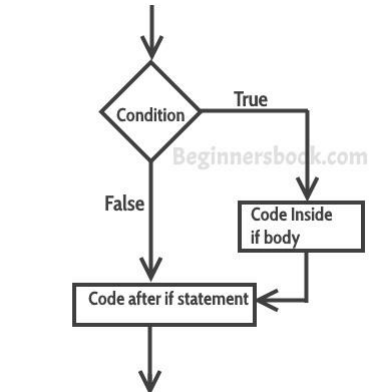 True
Condition
Beginnersbook.com
False
Code Inside
if body
Code after if statement